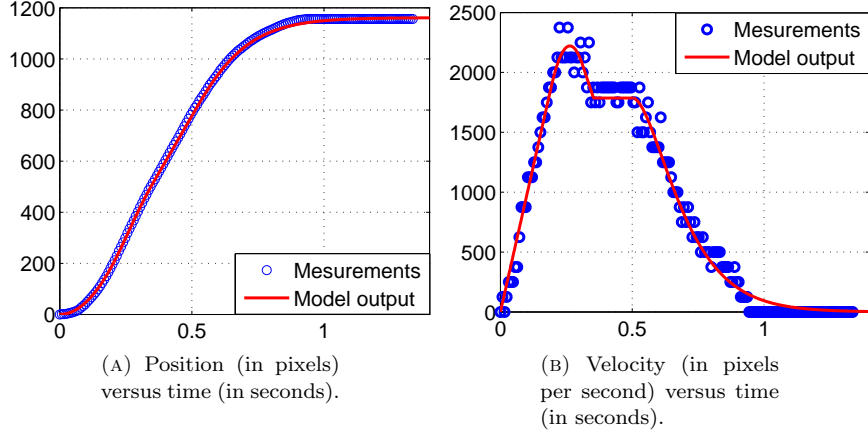 1200
1000
800
600
400
200
0
0
0.5
1
Mesurements
Model output
(A) Position (in pixels)
versus time (in seconds).
2500
2000
1500
1000
500
0
0
0.5
1
Mesurements
Model output
(B) Velocity (in pixels
per second) versus time
(in seconds).